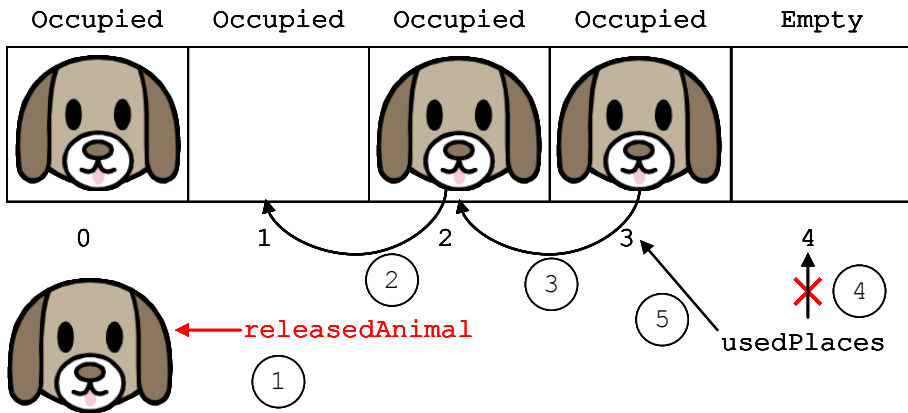 Occupied Occupied Occupied Occupied Empty
0 1 2 3 4
2 3 4
5
releasedAnimal
usedPlaces
1